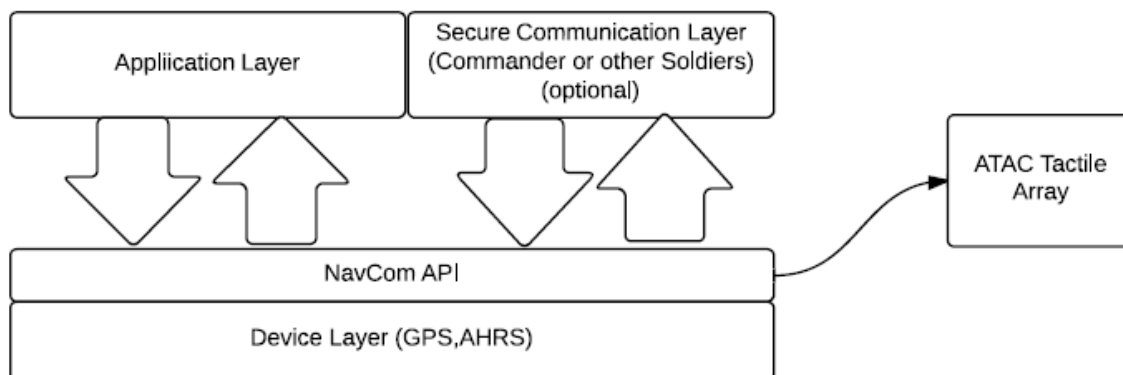 Appliication Layer
Secure Communication Layer
(Commander or other Soldiers)
(optional)
ATAC Tactile
Array
NavCom API
Device Layer (GPS,AHRS)